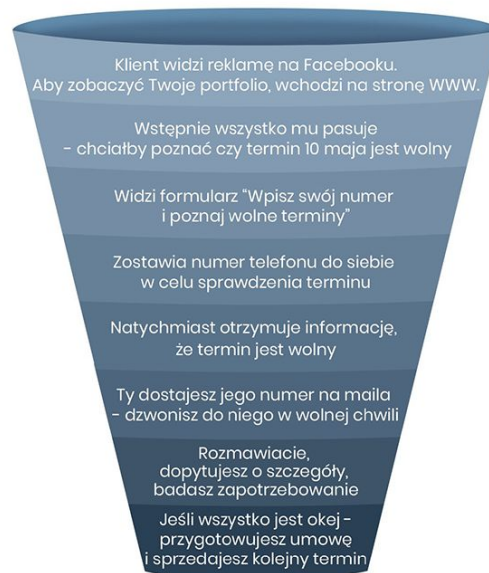 Klient widzi reklamę na Facebooku.
Aby zobaczyć Twoje portfolio, wchodzi na stronę WWW.
Wstępnie wszystko mu pasuje
- chciałby poznać czy termin 10 maja jest wolny
Widzi formularz “Wpisz swój numer
i poznaj wolne terminy”
Zostawia numer telefonu do siebie
w celu sprawdzenia terminu
Natychmiast otrzymuje informację,
że termin jest wolny
Ty dostajesz jego numer na maila
- dzwonisz do niego w wolnej chwili
Rozmawiacie,
dopytujesz o szczegóły,
badasz zapotrzebowanie
Jeśli wszystko jest okej -
przygotowujesz umowę
i sprzedajesz kolejny termin